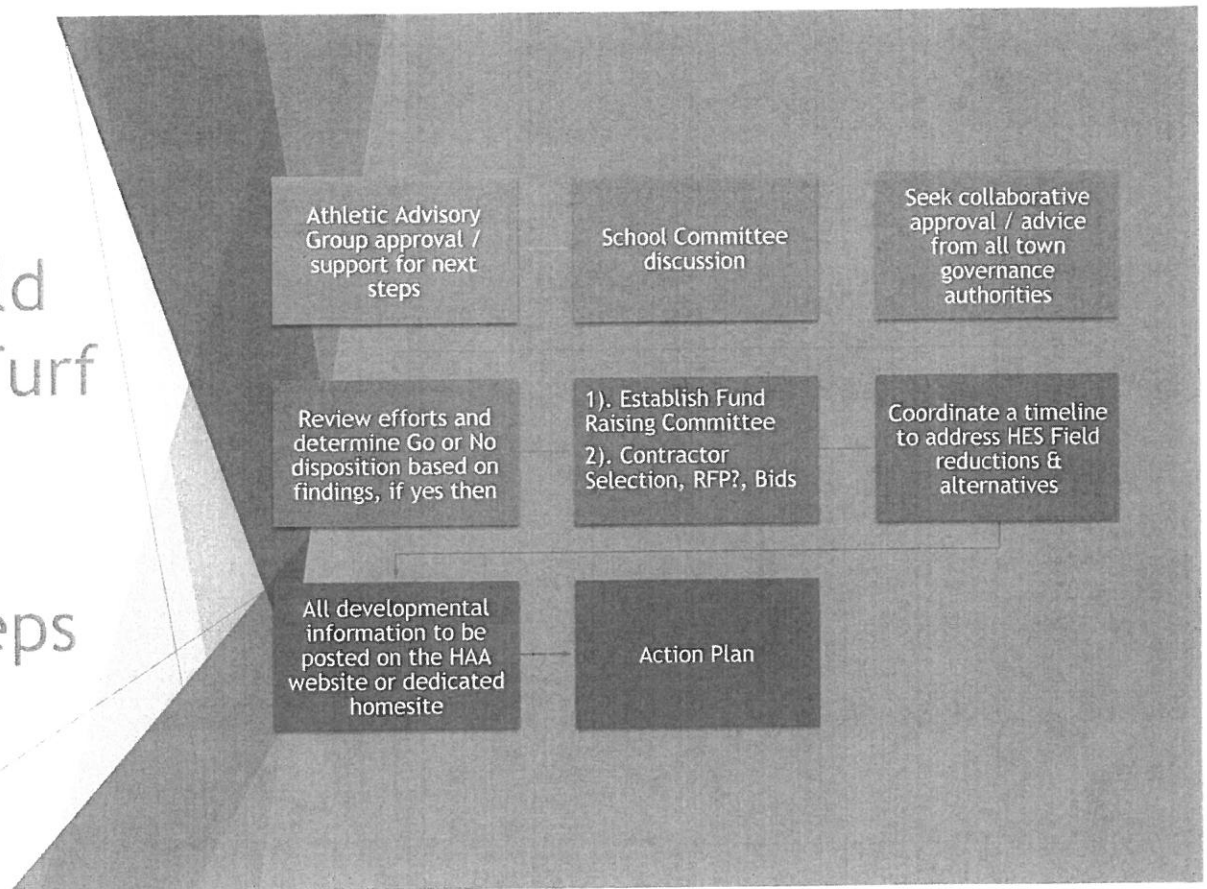 ld
Turf
eps
Athletic Advisory
Group approval /
support for next
steps
School Committee
discussion
Seek collaborative
approval / advice
from all town
governance
authorities
Review efforts and
determine Go or No
disposition based on
findings, if yes then
1). Establish Fund
Raising Committee
2). Contractor
Selection, RFP?, Bids
Coordinate a timeline
to address HES Field
reductions &
alternatives
All developmental
information to be
posted on the HAA
website or dedicated
homesite
Action Plan